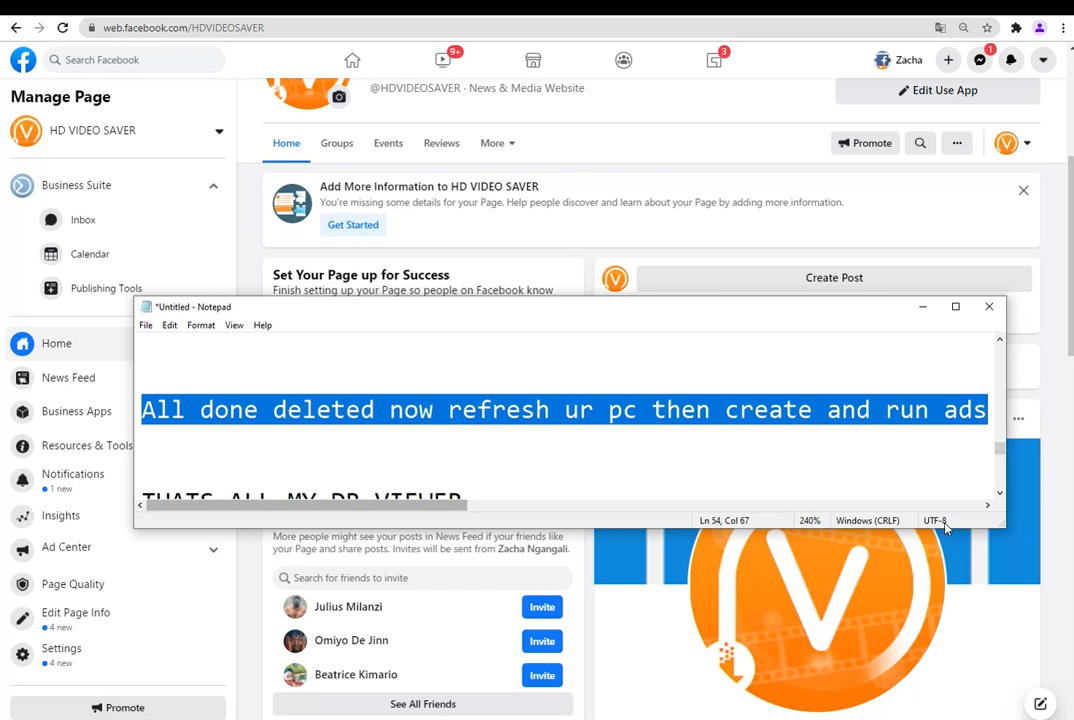 web.facebook.com/HDVIDEOSAVER
Search Facebook
9+
3
Zacha
1
Manage Page
HD VIDEO SAVER
Business Suite
Inbox
Calendar
Publishing Tools
Home
News Feed
Business Apps
Resources & Tools
Notifications
1 new
Insights
Ad Center
Page Quality
Edit Page Info
4 new
Settings
4 new
Promote
@HDVIDEOSAVER · News & Media Website
Edit Use App
Home
Groups
Events
Reviews
More
Promote
Add More Information to HD VIDEO SAVER
You're missing some details for your Page. Help people discover and learn about your Page by adding more information.
Get Started
Set Your Page up for Success
Finish setting up your Page so people on Facebook know
Create Post
*Untitled - Notepad
File Edit Format View Help
All done deleted now refresh ur pc then create and run ads
THATS ALL MY DR VIEWER
Ln 54, Col 67
240%
Windows (CRLF)
UTF-8
More people might see your posts in News Feed if your friends like
your Page and share posts. Invites will be sent from Zacha Ngangali.
Search for friends to invite
Julius Milanzi
Invite
Omiyo De Jinn
Invite
Beatrice Kimario
Invite
See All Friends